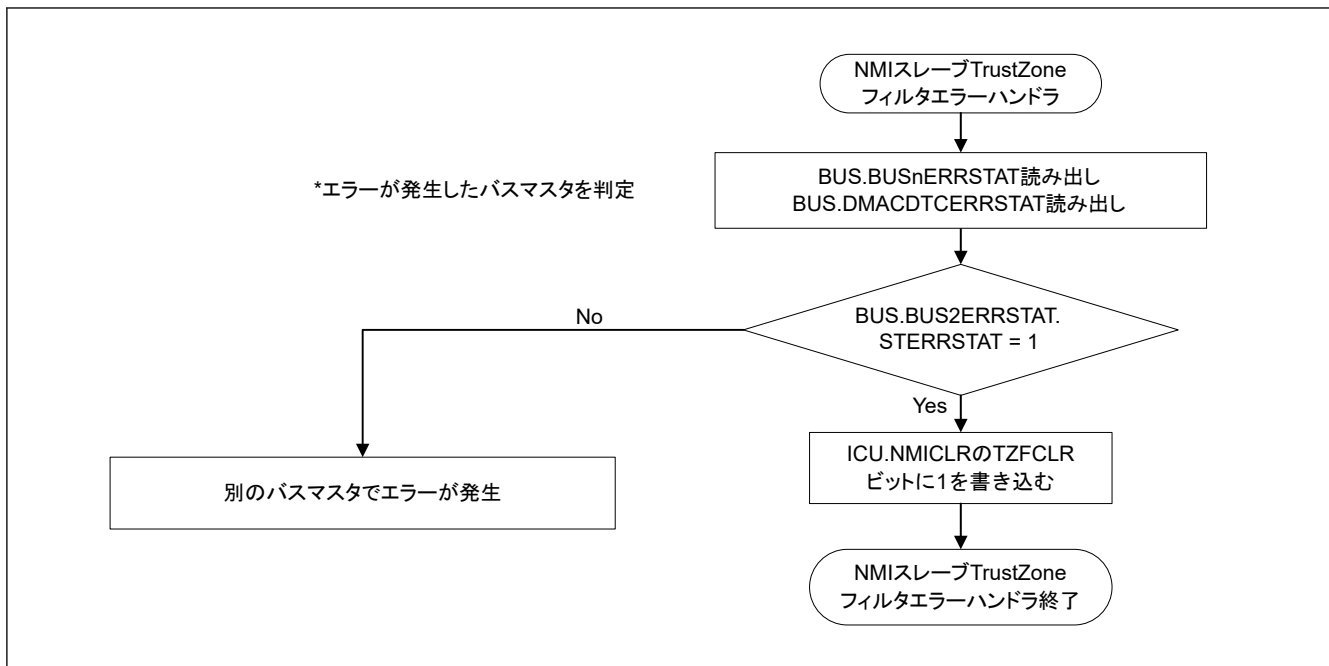 NMIスレーブTrustZone
フィルタエラーハンドラ
*エラーが発生したバスマスタを判定
BUS.BUSnERRSTAT読み出し
BUS.DMACDTCERRSTAT読み出し
No
BUS.BUS2ERRSTAT.
STERRSTAT = 1
Yes
別のバスマスタでエラーが発生
ICU.NMICLRのTZFCLR
ビットに1を書き込む
NMIスレーブTrustZone
フィルタエラーハンドラ終了